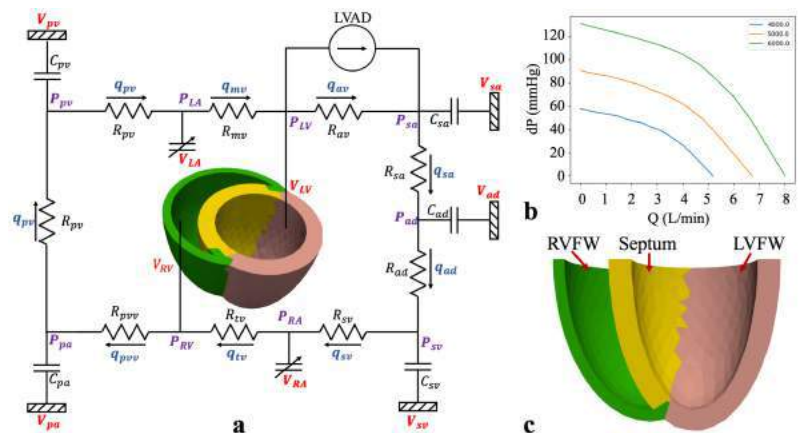 V_pv
LVAD
C_pv
q_pv
P_LA
q_mv
q_av
V_sa
P_pv
P_LV
P_sa
C_sa
R_pv
R_mv
R_av
V_LA
R_sa
q_sa
V_LV
V_ad
q_pv
R_pv
P_ad
C_ad
V_RV
R_ad
q_ad
R_pvv
R_tv
P_RA
R_sv
P_pa
P_RV
P_sv
q_pvv
q_tv
q_sv
C_pa
V_RA
C_sv
V_pa
a
V_sv
4000.0
5000.0
6000.0
120
100
80
60
40
20
0
dP (mmHg)
0 1 2 3 4 5 6 7 8
b
Q (L/min)
RVFW Septum LVFW
c